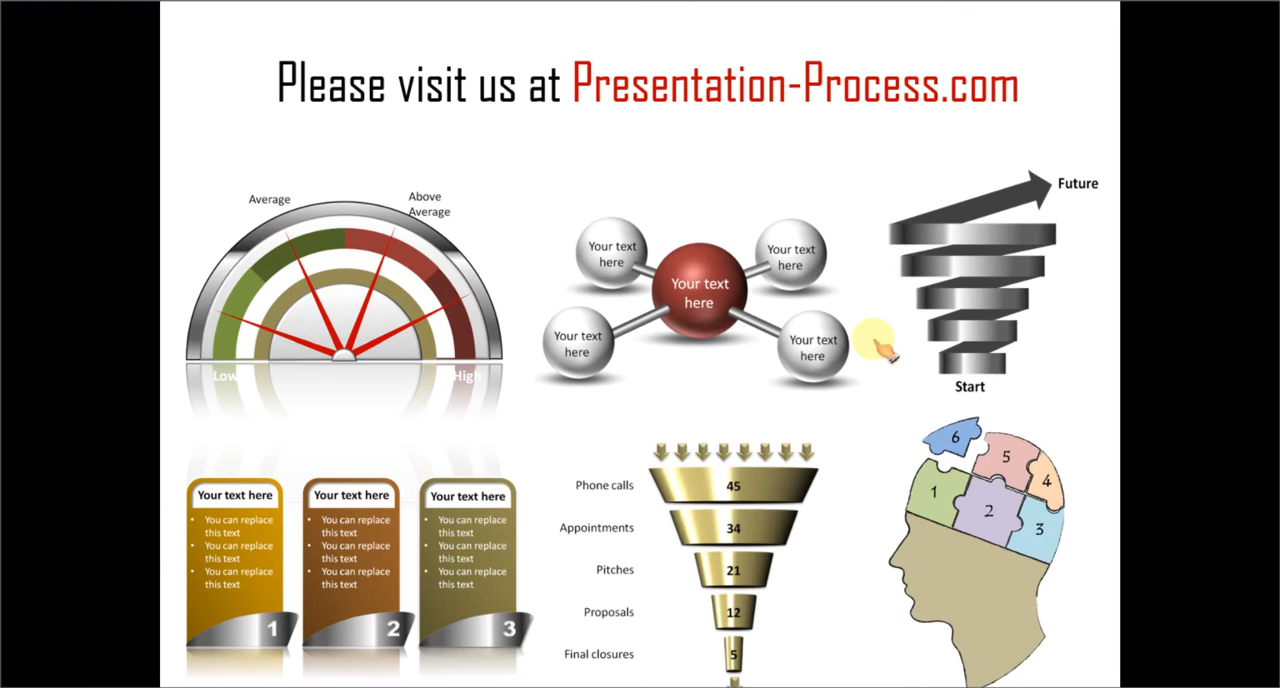 Please visit us at Presentation-Process.com
Average
Above
Average
Low
High
Your text
here
Your text
here
Your text
here
Your text
here
Your text
here
Future
Start
Your text here
• You can replace
this text
• You can replace
this text
• You can replace
this text
1
Your text here
• You can replace
this text
• You can replace
this text
• You can replace
this text
2
Your text here
• You can replace
this text
• You can replace
this text
• You can replace
this text
3
Phone calls 45
Appointments 34
Pitches 21
Proposals 12
Final closures 5
6
5
4
1
2
3